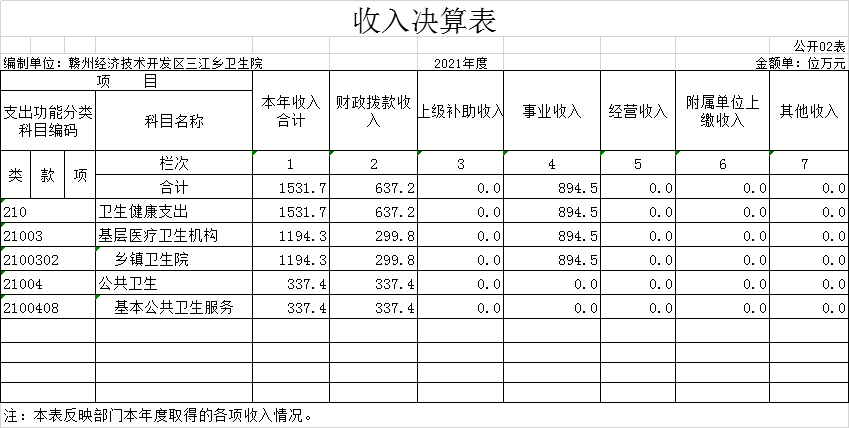 收入决算表
公开02表
编制单位：赣州经济技术开发区三江乡卫生院 2021年度 金额单：位万元
项 目 本年收入合计 财政拨款收入 上级补助收入 事业收入 经营收入 附属单位上缴收入 其他收入
支出功能分类科目编码 科目名称
类 款 项 栏次 1 2 3 4 5 6 7
合计 1531.7 637.2 0.0 894.5 0.0 0.0 0.0
210 卫生健康支出 1531.7 637.2 0.0 894.5 0.0 0.0 0.0
21003 基层医疗卫生机构 1194.3 299.8 0.0 894.5 0.0 0.0 0.0
2100302 乡镇卫生院 1194.3 299.8 0.0 894.5 0.0 0.0 0.0
21004 公共卫生 337.4 337.4 0.0 0.0 0.0 0.0 0.0
2100408 基本公共卫生服务 337.4 337.4 0.0 0.0 0.0 0.0 0.0
注：本表反映部门本年度取得的各项收入情况。